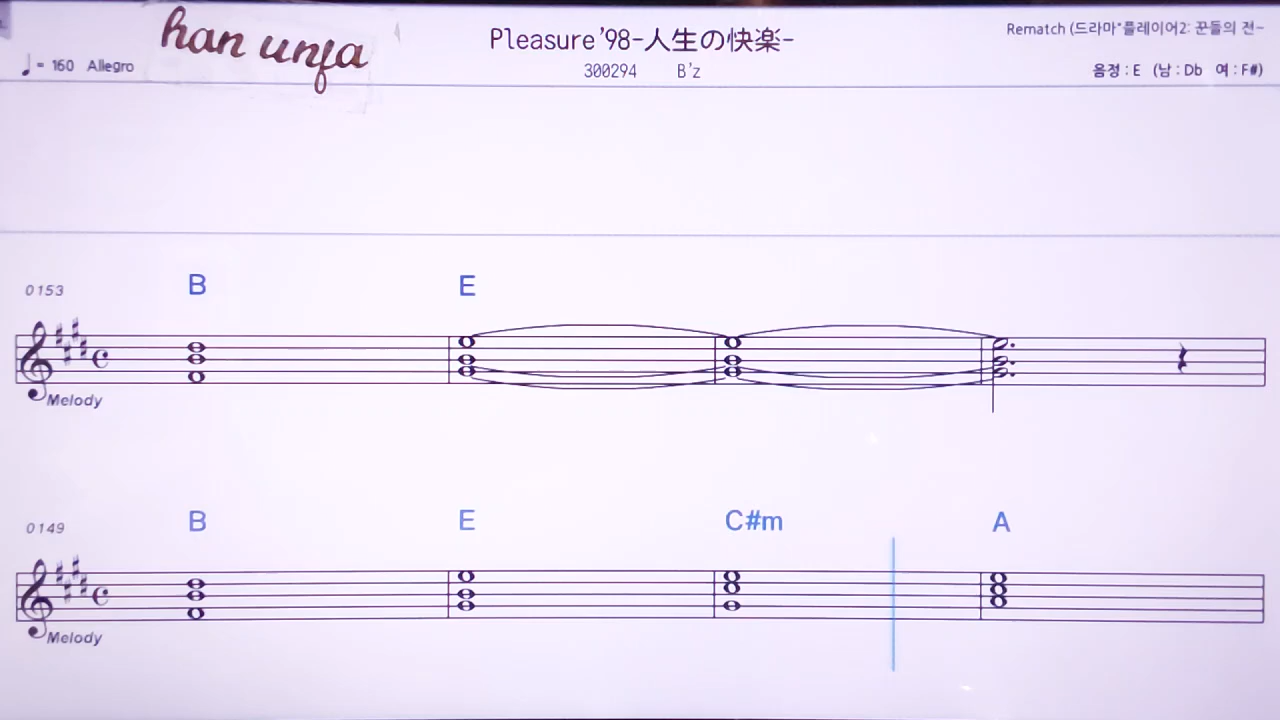 han unfa
Pleasure'98-人生の快楽-
Rematch (드라마"플레이어2: 꾼들의 전~
♩= 160 Allegro
300294 B'z
음정 : E (남 : Db 여 : F#)
B E
0153
Melody
B E C#m A
0149
Melody